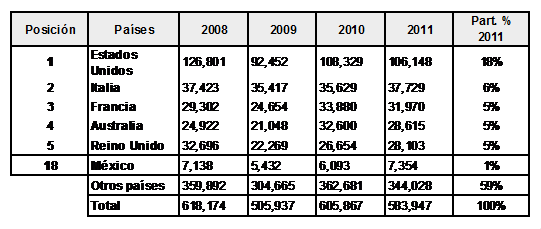 Posición Países 2008 2009 2010 2011 Part. % 2011
1 Estados Unidos 126,801 92,452 108,329 106,148 18%
2 Italia 37,423 35,417 35,629 37,729 6%
3 Francia 29,302 24,654 33,880 31,970 5%
4 Australia 24,922 21,048 32,600 28,615 5%
5 Reino Unido 32,696 22,269 26,654 28,103 5%
18 México 7,138 5,432 6,093 7,354 1%
Otros países 359,892 304,665 362,681 344,028 59%
Total 618,174 505,937 605,867 583,947 100%